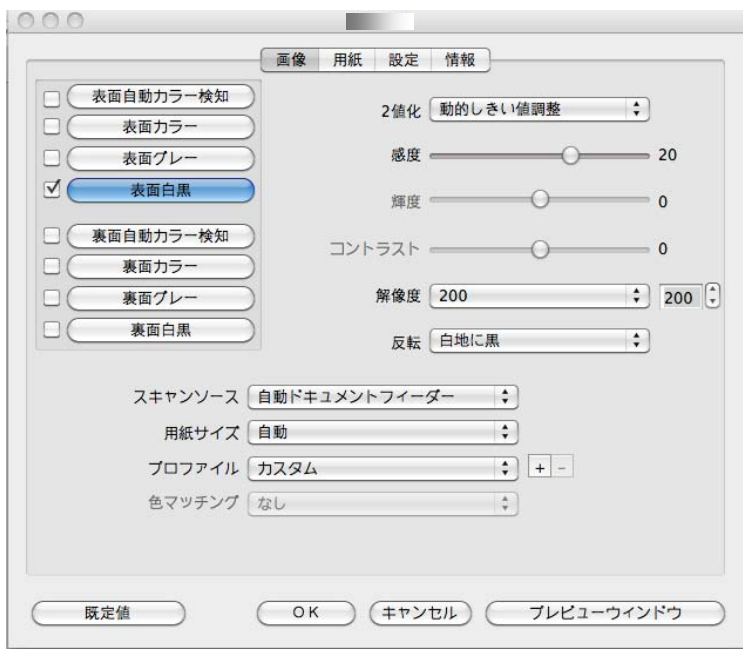 画像 用紙 設定 情報
表面自動カラー検知
表面カラー
表面グレー
表面白黒
裏面自動カラー検知
裏面カラー
裏面グレー
裏面白黒
2値化 動的しきい値調整
感度 20
輝度 0
コントラスト 0
解像度 200 200
反転 白地に黒
スキャンソース 自動ドキュメントフィーダー
用紙サイズ 自動
プロファイル カスタム + -
色マッチング なし
既定値 OK キャンセル プレビューウインドウ